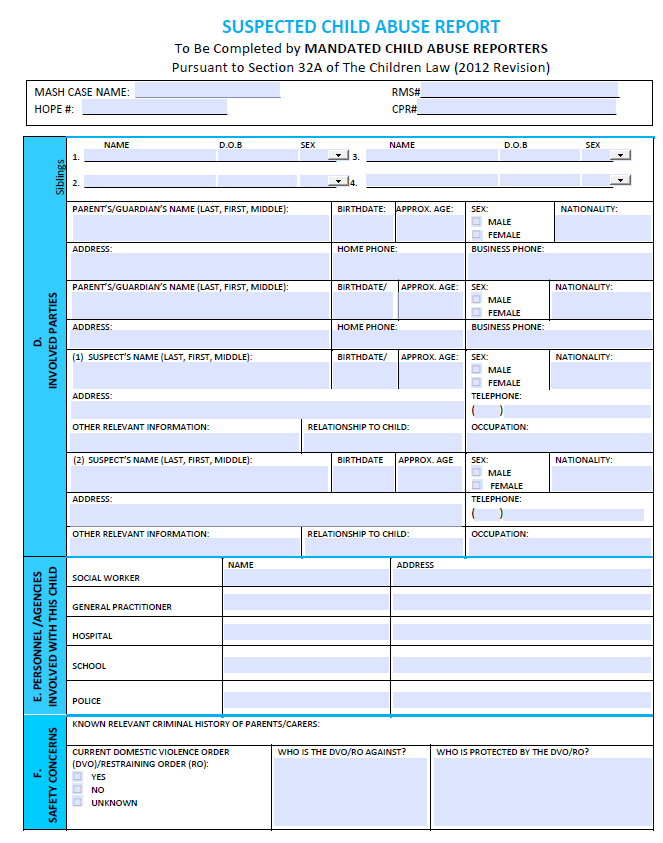 SUSPECTED CHILD ABUSE REPORT
To Be Completed by MANDATED CHILD ABUSE REPORTERS
Pursuant to Section 32A of The Children Law (2012 Revision)
MASH CASE NAME: RMS#
HOPE #: CPR#
D.
INVOLVED PARTIES
Siblings
NAME D.O.B SEX NAME D.O.B SEX
1. 3.
2. 4.
PARENT'S/GUARDIAN'S NAME (LAST, FIRST, MIDDLE): BIRTHDATE: APPROX. AGE: SEX: NATIONALITY:
MALE
FEMALE
ADDRESS: HOME PHONE: BUSINESS PHONE:
PARENT'S/GUARDIAN'S NAME (LAST, FIRST, MIDDLE): BIRTHDATE/ APPROX. AGE: SEX: NATIONALITY:
MALE
FEMALE
ADDRESS: HOME PHONE: BUSINESS PHONE:
(1) SUSPECT'S NAME (LAST, FIRST, MIDDLE): BIRTHDATE/ APPROX. AGE: SEX: NATIONALITY:
MALE
FEMALE
ADDRESS: TELEPHONE:
( )
OTHER RELEVANT INFORMATION: RELATIONSHIP TO CHILD: OCCUPATION:
(2) SUSPECT'S NAME (LAST, FIRST, MIDDLE): BIRTHDATE APPROX. AGE SEX: NATIONALITY:
MALE
FEMALE
ADDRESS: TELEPHONE:
( )
OTHER RELEVANT INFORMATION: RELATIONSHIP TO CHILD: OCCUPATION:
E. PERSONNEL /AGENCIES
INVOLVED WITH THIS CHILD
NAME ADDRESS
SOCIAL WORKER
GENERAL PRACTITIONER
HOSPITAL
SCHOOL
POLICE
F.
SAFETY CONCERNS
KNOWN RELEVANT CRIMINAL HISTORY OF PARENTS/CARERS:
CURRENT DOMESTIC VIOLENCE ORDER WHO IS THE DVO/RO AGAINST? WHO IS PROTECTED BY THE DVO/RO?
(DVO)/RESTRAINING ORDER (RO):
YES
NO
UNKNOWN